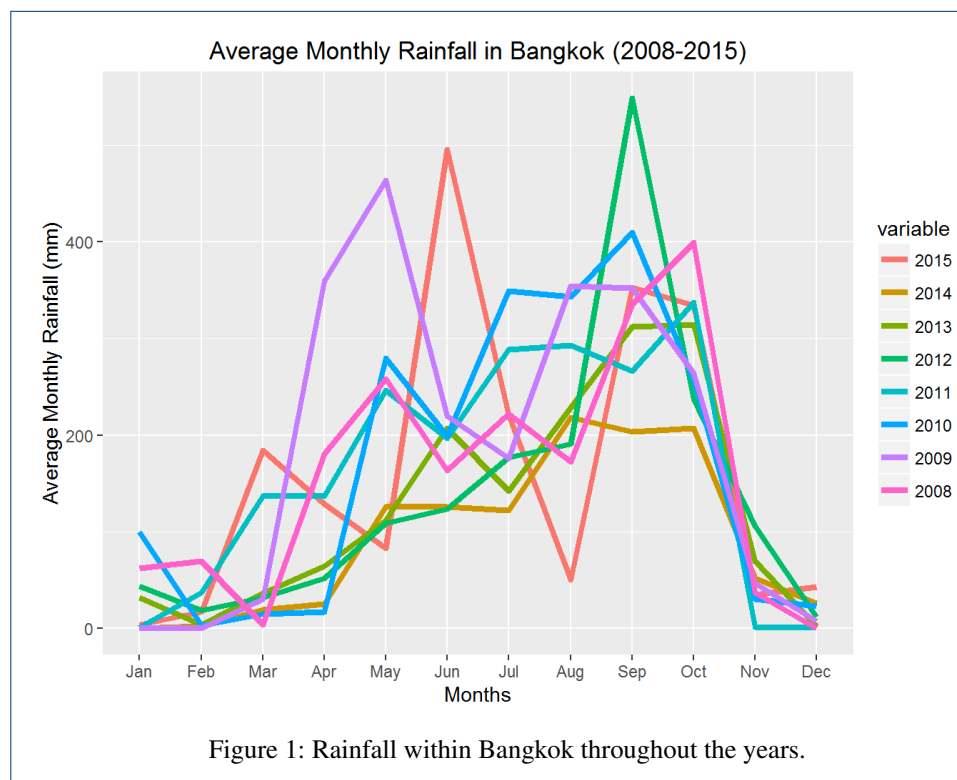 Average Monthly Rainfall in Bangkok (2008-2015)
Average Monthly Rainfall (mm)
400
200
0
Jan Feb Mar Apr May Jun Jul Aug Sep Oct Nov Dec
Months
variable
2015
2014
2013
2012
2011
2010
2009
2008
Figure 1: Rainfall within Bangkok throughout the years.